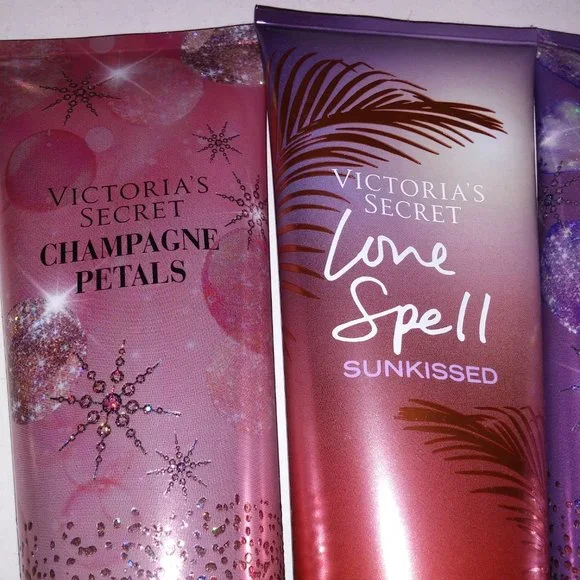 VICTORIA'S
SECRET
CHAMPAGNE
PETALS
VICTORIA'S
SECRET
Love
Spell
SUNKISSED